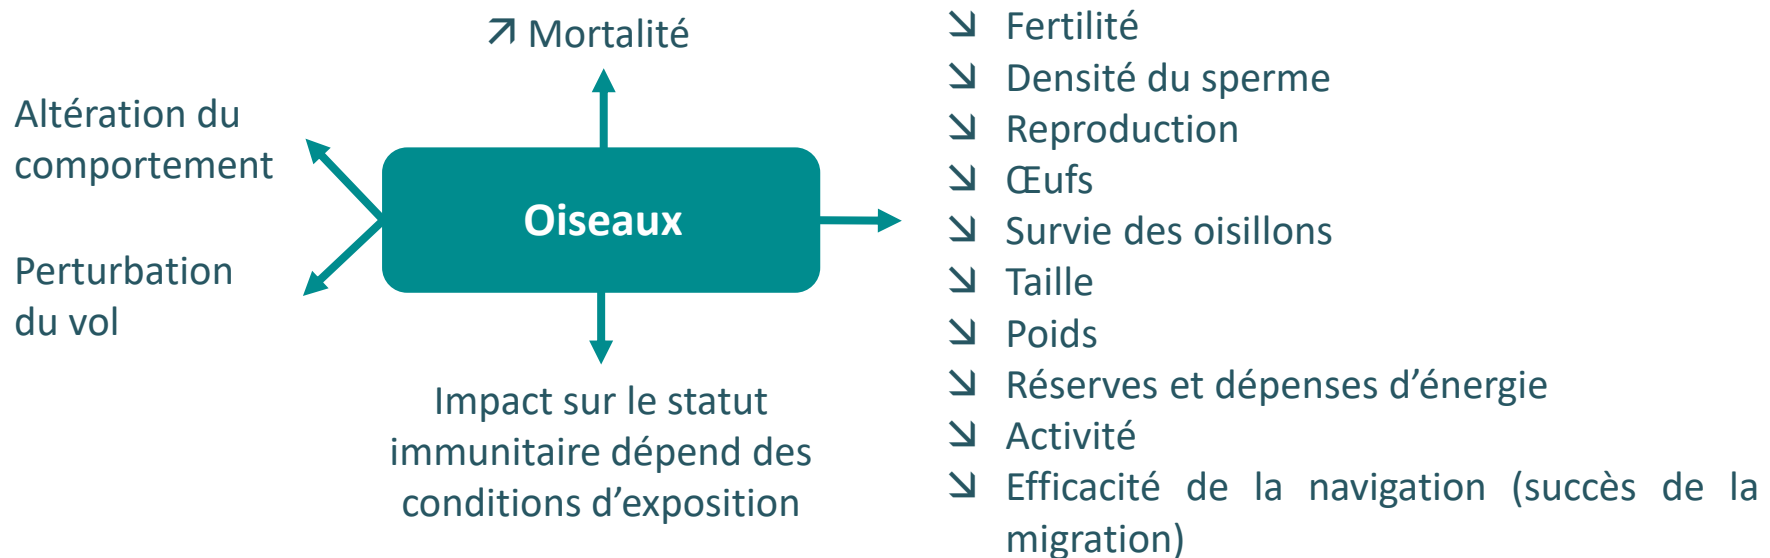 ↗ Mortalité
Altération du
comportement
Perturbation
du vol
Oiseaux
Impact sur le statut
immunitaire dépend des
conditions d’exposition
↘ Fertilité
↘ Densité du sperme
↘ Reproduction
↘ Œufs
↘ Survie des oisillons
↘ Taille
↘ Poids
↘ Réserves et dépenses d’énergie
↘ Activité
↘ Efficacité de la navigation (succès de la
migration)